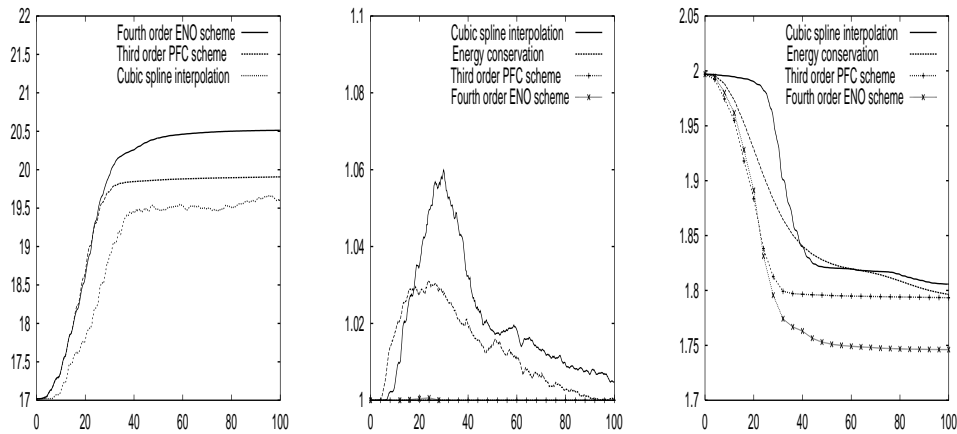 22
21.5
21
20.5
20
19.5
19
18.5
18
17.5
17
0 20 40 60 80 100
Fourth order ENO scheme
Third order PFC scheme
Cubic spline interpolation
1.1
1.08
1.06
1.04
1.02
1
0 20 40 60 80 100
Cubic spline interpolation
Energy conservation
Third order PFC scheme
Fourth order ENO scheme
2.05
2
1.95
1.9
1.85
1.8
1.75
1.7
0 20 40 60 80 100
Cubic spline interpolation
Energy conservation
Third order PFC scheme
Fourth order ENO scheme